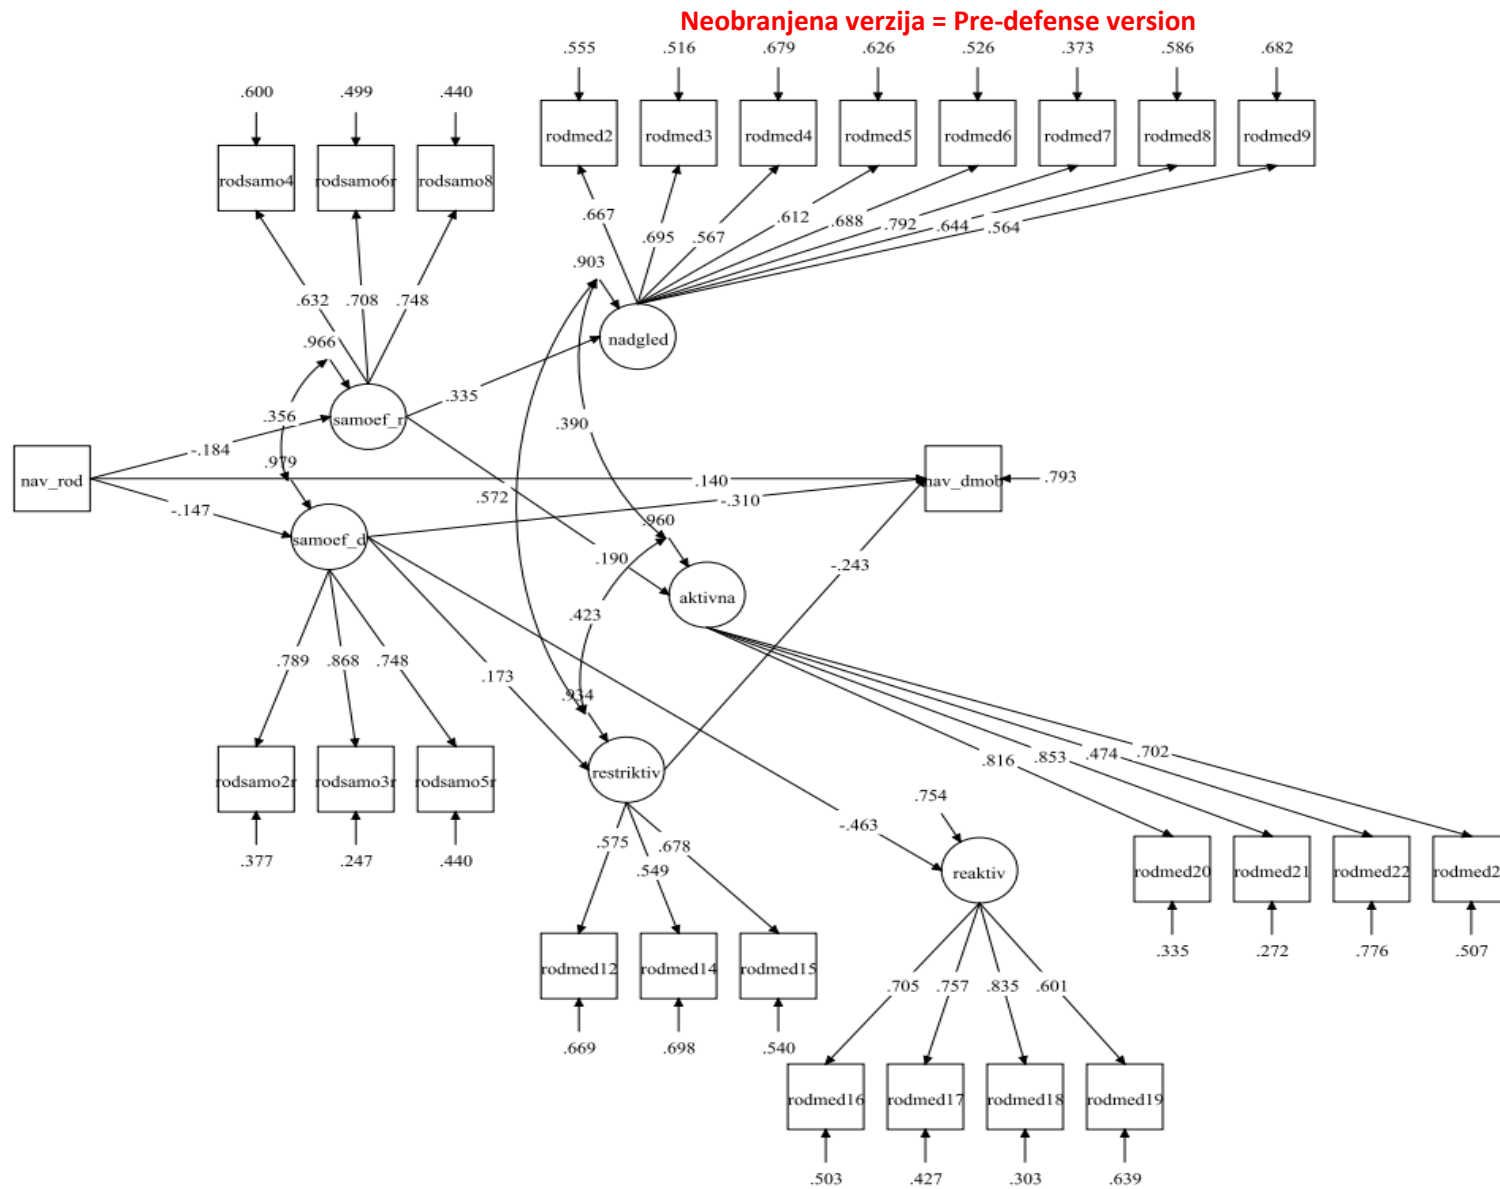 Neobranjena verzija = Pre-defense version
.555 .516 .679 .626 .526 .373 .586 .682
.600 .499 .440
rodmed2 rodmed3 rodmed4 rodmed5 rodmed6 rodmed7 rodmed8 rodmed9
rodsamo4 rodsamo6r rodsamo8
.667 .695 .567 .612 .688 .792 .644 .564
.903
.632 .708 .748
.966
nadgled
.335
samoef_r
.356
.390
-.184
.979
nav_rod
.140
nav_dmob
.793
.572
-.310
-.147
.960
samoef_d
.190
-.243
aktivna
.423
.789 .868 .748
.173
.934
.816 .853 .474 .702
restriktiv
rodsamo2r rodsamo3r rodsamo5r
.754
-.463
.575 .549 .678
.377 .247 .440
reaktiv
rodmed20 rodmed21 rodmed22
.335 .272 .776 .507
rodmed12 rodmed14 rodmed15
.705 .757 .835 .601
.669 .698 .540
rodmed16 rodmed17 rodmed18 rodmed19
.503 .427 .303 .639